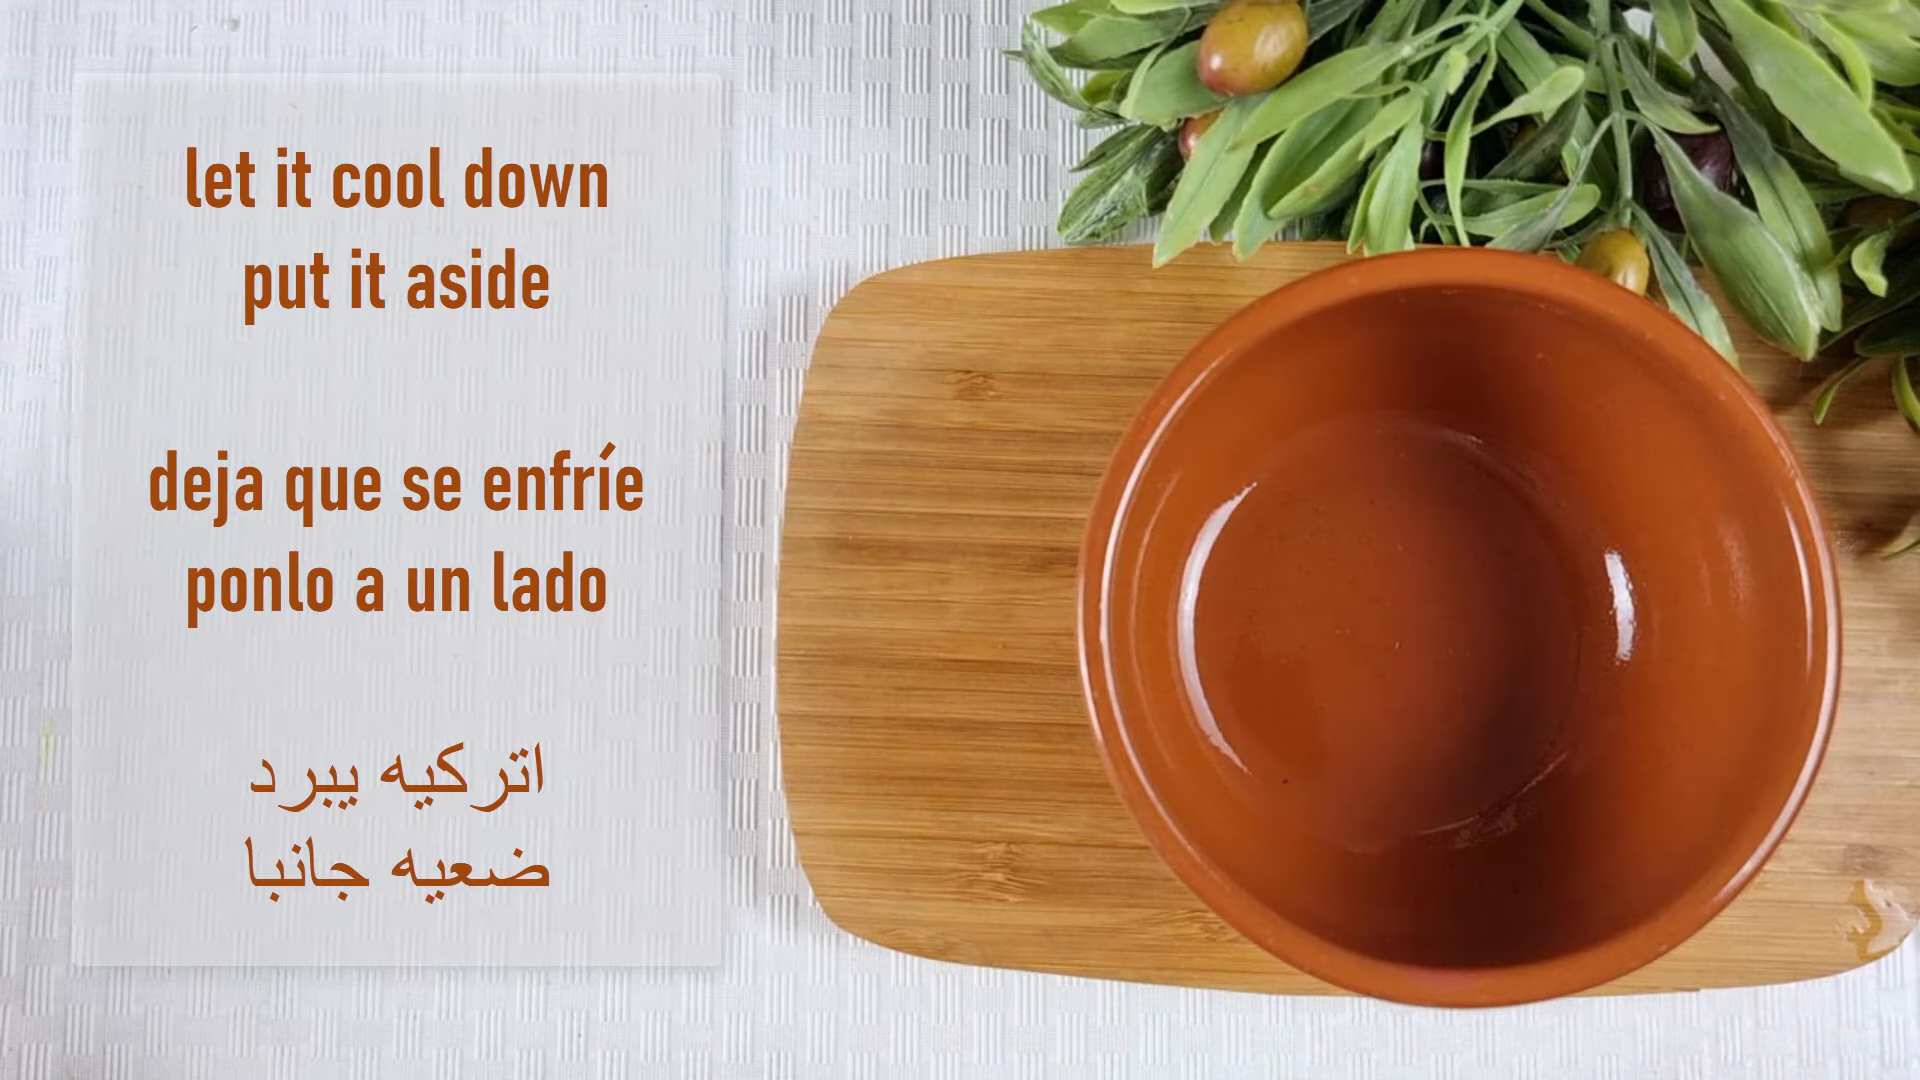 let it cool down
put it aside
deja que se enfríe
ponlo a un lado
اتركيه يبرد
ضعيه جانبا